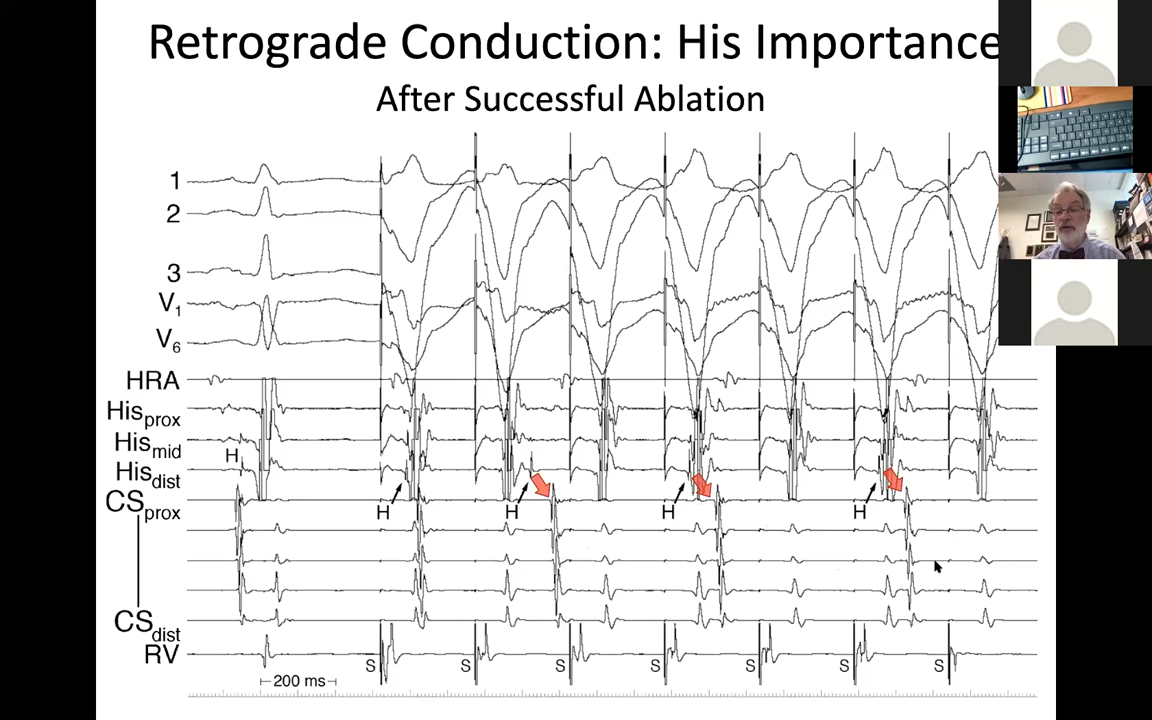 Retrograde Conduction: His Importance
After Successful Ablation
1
2
3
V1
V6
HRA
Hisprox
Hismid
H
Hisdist
CSprox
H H H H
CSdist
RV
S S S S S S S
200 ms